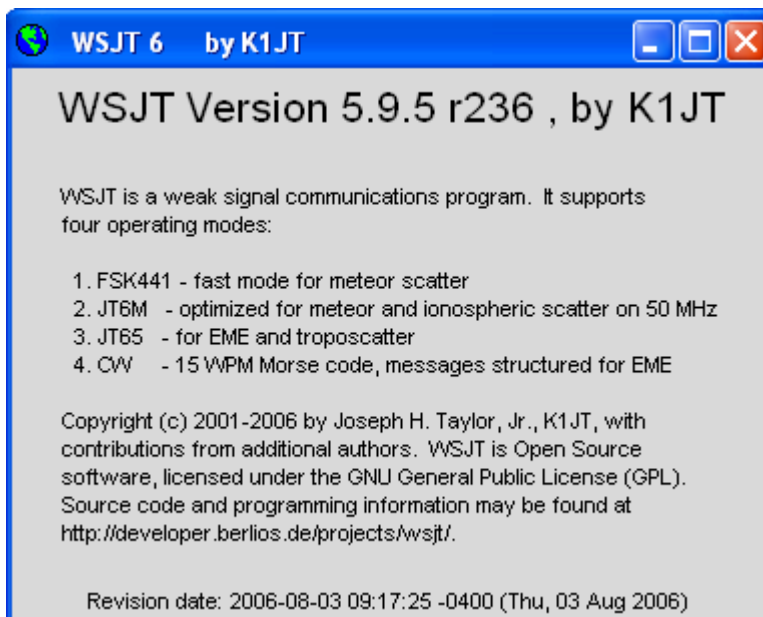 WSJT 6 by K1JT
WSJT Version 5.9.5 r236 , by K1JT
WSJT is a weak signal communications program. It supports
four operating modes:
1. FSK441 - fast mode for meteor scatter
2. JT6M - optimized for meteor and ionospheric scatter on 50 MHz
3. JT65 - for EME and troposcatter
4. CW - 15 WPM Morse code, messages structured for EME
Copyright (c) 2001-2006 by Joseph H. Taylor, Jr., K1JT, with
contributions from additional authors. WSJT is Open Source
software, licensed under the GNU General Public License (GPL).
Source code and programming information may be found at
http://developer.berlios.de/projects/wsjt/.
Revision date: 2006-08-03 09:17:25 -0400 (Thu, 03 Aug 2006)